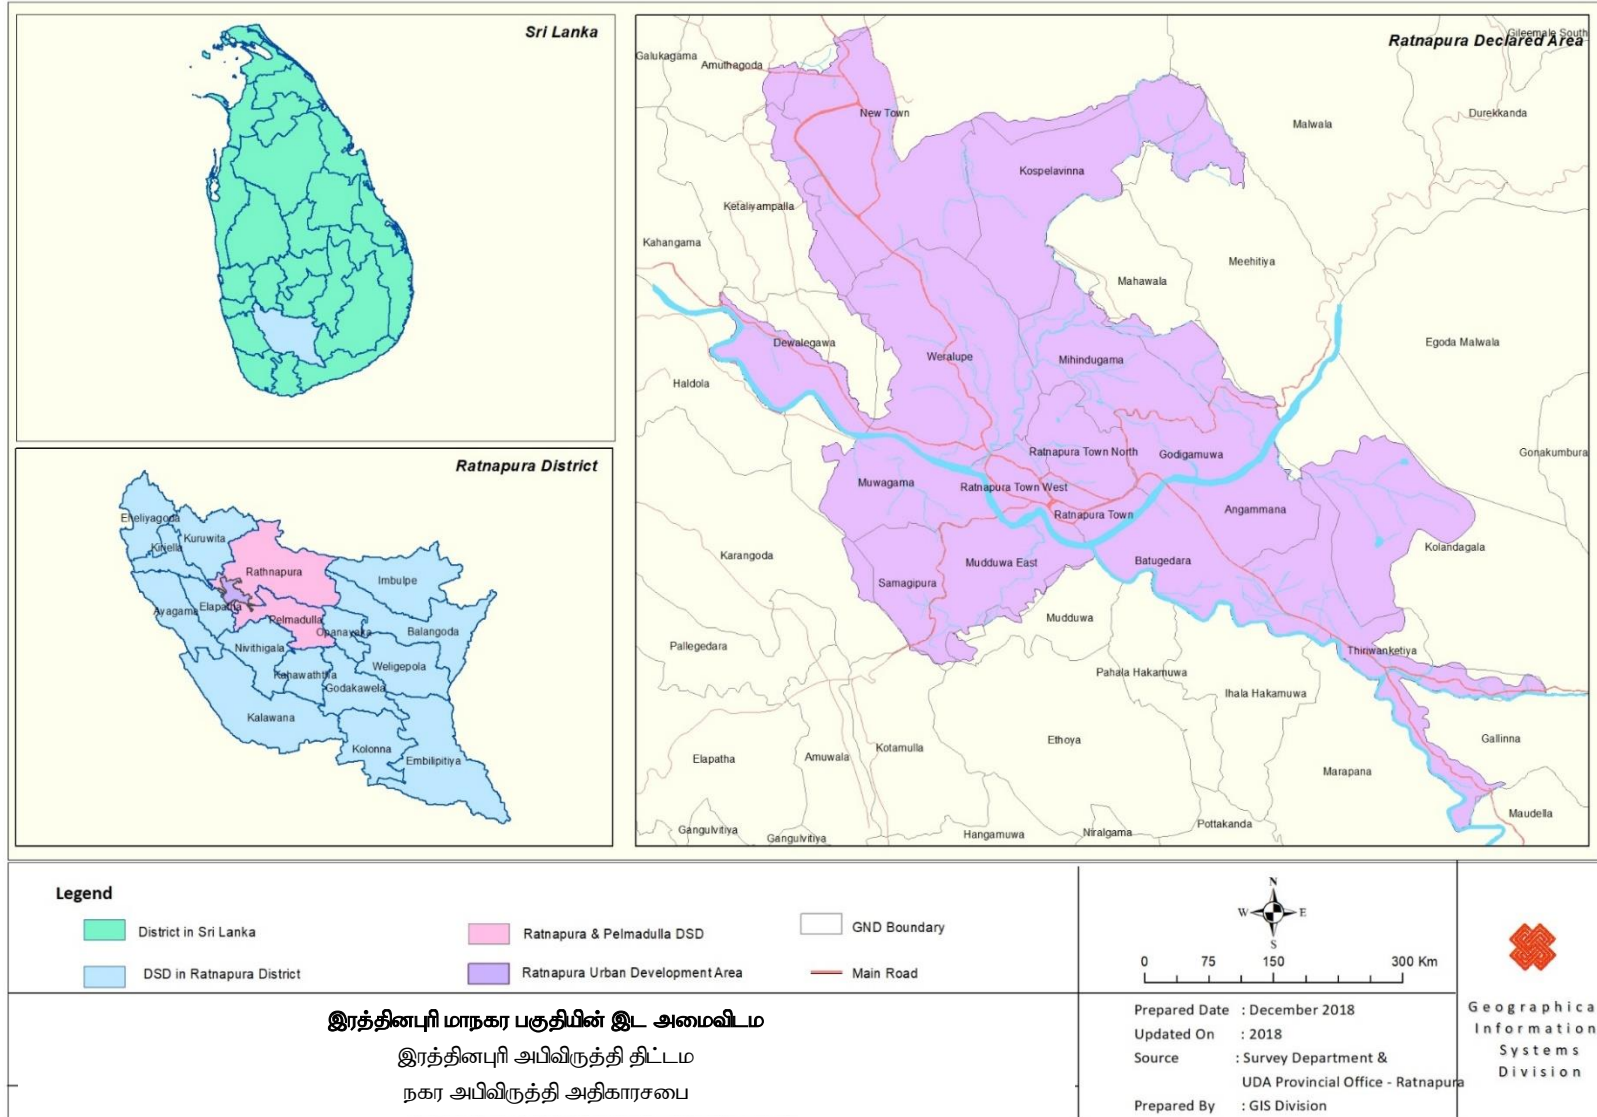 Sri Lanka
Ratnapura District
Eheliyagoda
Kuruwita
Kiriella
Rathnapura
Imbulpe
Ayagama
Elapatha
Pelmadulla
Opanayaka
Balangoda
Nivithigala
Weligepola
Kahawaththa
Godakawela
Kalawana
Kolonna
Embilipitiya
Ratnapura Declared Area
Gileemale South
Galukagama
Amuthagoda
New Town
Durekkanda
Malwala
Kospelavinna
Ketaliyampalla
Kahangama
Meehitiya
Mahawala
Dewalegawa
Egoda Malwala
Weralupe
Mihindugama
Haldola
Ratnapura Town North
Godigamuwa
Gonakumbura
Muwagama
Ratnapura Town West
Ratnapura Town
Angammana
Karangoda
Kolandagala
Mudduwa East
Batugedara
Samagipura
Mudduwa
Pallegedara
Thiriwanketiya
Pahala Hakamuwa
Ihala Hakamuwa
Gallinna
Elapatha
Amuwala
Kotamulla
Ethoya
Marapana
Maudella
Gangulvitiya
Gangulvitiya
Hangamuwa
Niralgama
Pottakanda
Legend
District in Sri Lanka
Ratnapura & Pelmadulla DSD
GND Boundary
DSD in Ratnapura District
Ratnapura Urban Development Area
Main Road
N
W E
S
0 75 150 300 Km
இரத்தினபுரி மாநகர பகுதியின் இட அமைவிடம
இரத்தினபுரி அபிவிருத்தி திட்டம
நகர அபிவிருத்தி அதிகாரசபை
Prepared Date : December 2018
Updated On : 2018
Source : Survey Department &
UDA Provincial Office - Ratnapura
Prepared By : GIS Division
Geographica
Information
Systems
Division